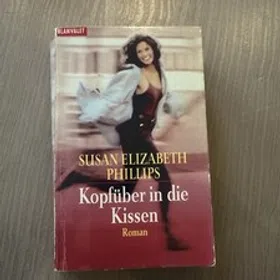 BLANVALET
SUSAN ELIZABETH
PHILLIPS
Kopfüber in die
Kissen
Roman